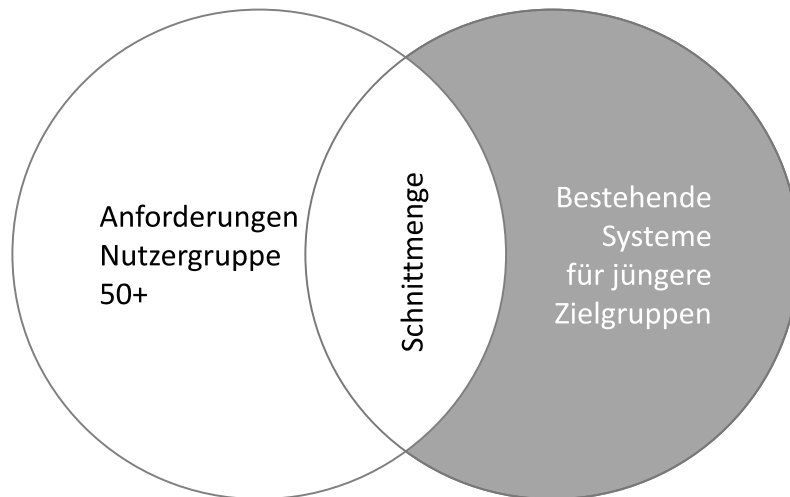 Anforderungen
Nutzergruppe
50+
Schnittmenge
Bestehende
Systeme
für jüngere
Zielgruppen